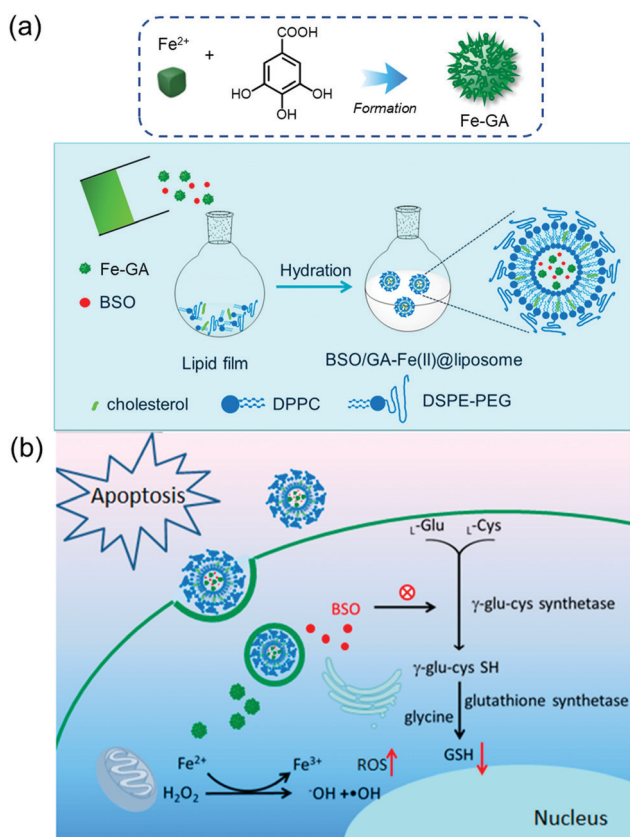 (a)
Fe2+
+
COOH
HO
OH
OH
Formation
Fe-GA
Fe-GA
BSO
Hydration
Lipid film
BSO/GA-Fe(II)@liposome
cholesterol
DPPC
DSPE-PEG
(b)
Apoptosis
L-Glu
L-Cys
BSO
γ-glu-cys synthetase
γ-glu-cys SH
glutathione syntherase
glycine
Fe2+
Fe3+
ROS
GSH
H2O2
-OH +•OH
Nucleus